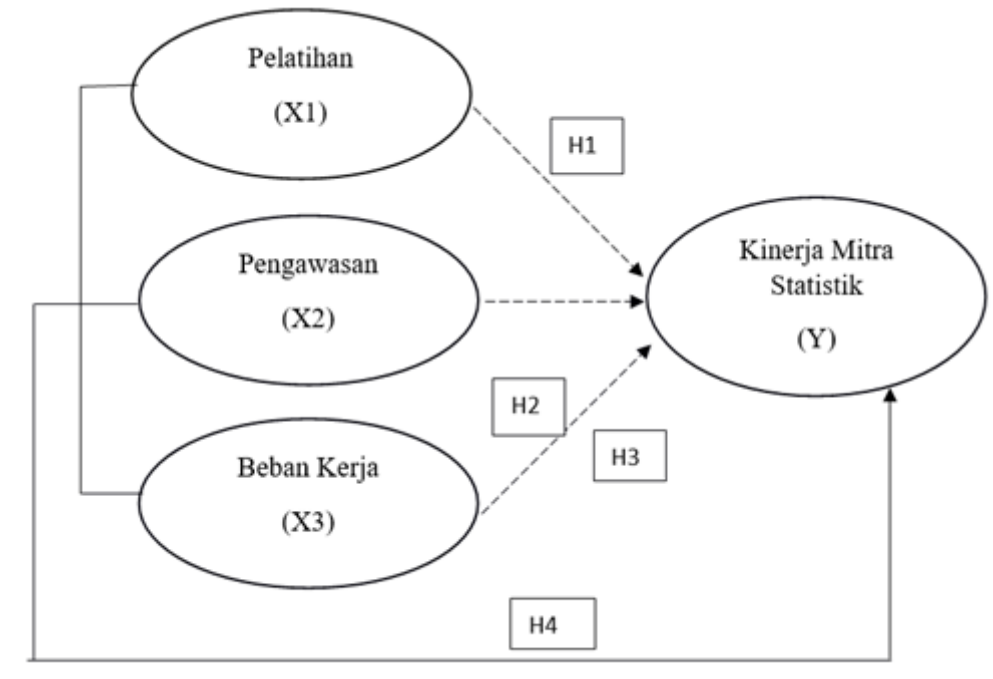 Pelatihan
(X1)
H1
Pengawasan
(X2)
Kinerja Mitra
Statistik
(Y)
H2
Beban Kerja
(X3)
H3
H4